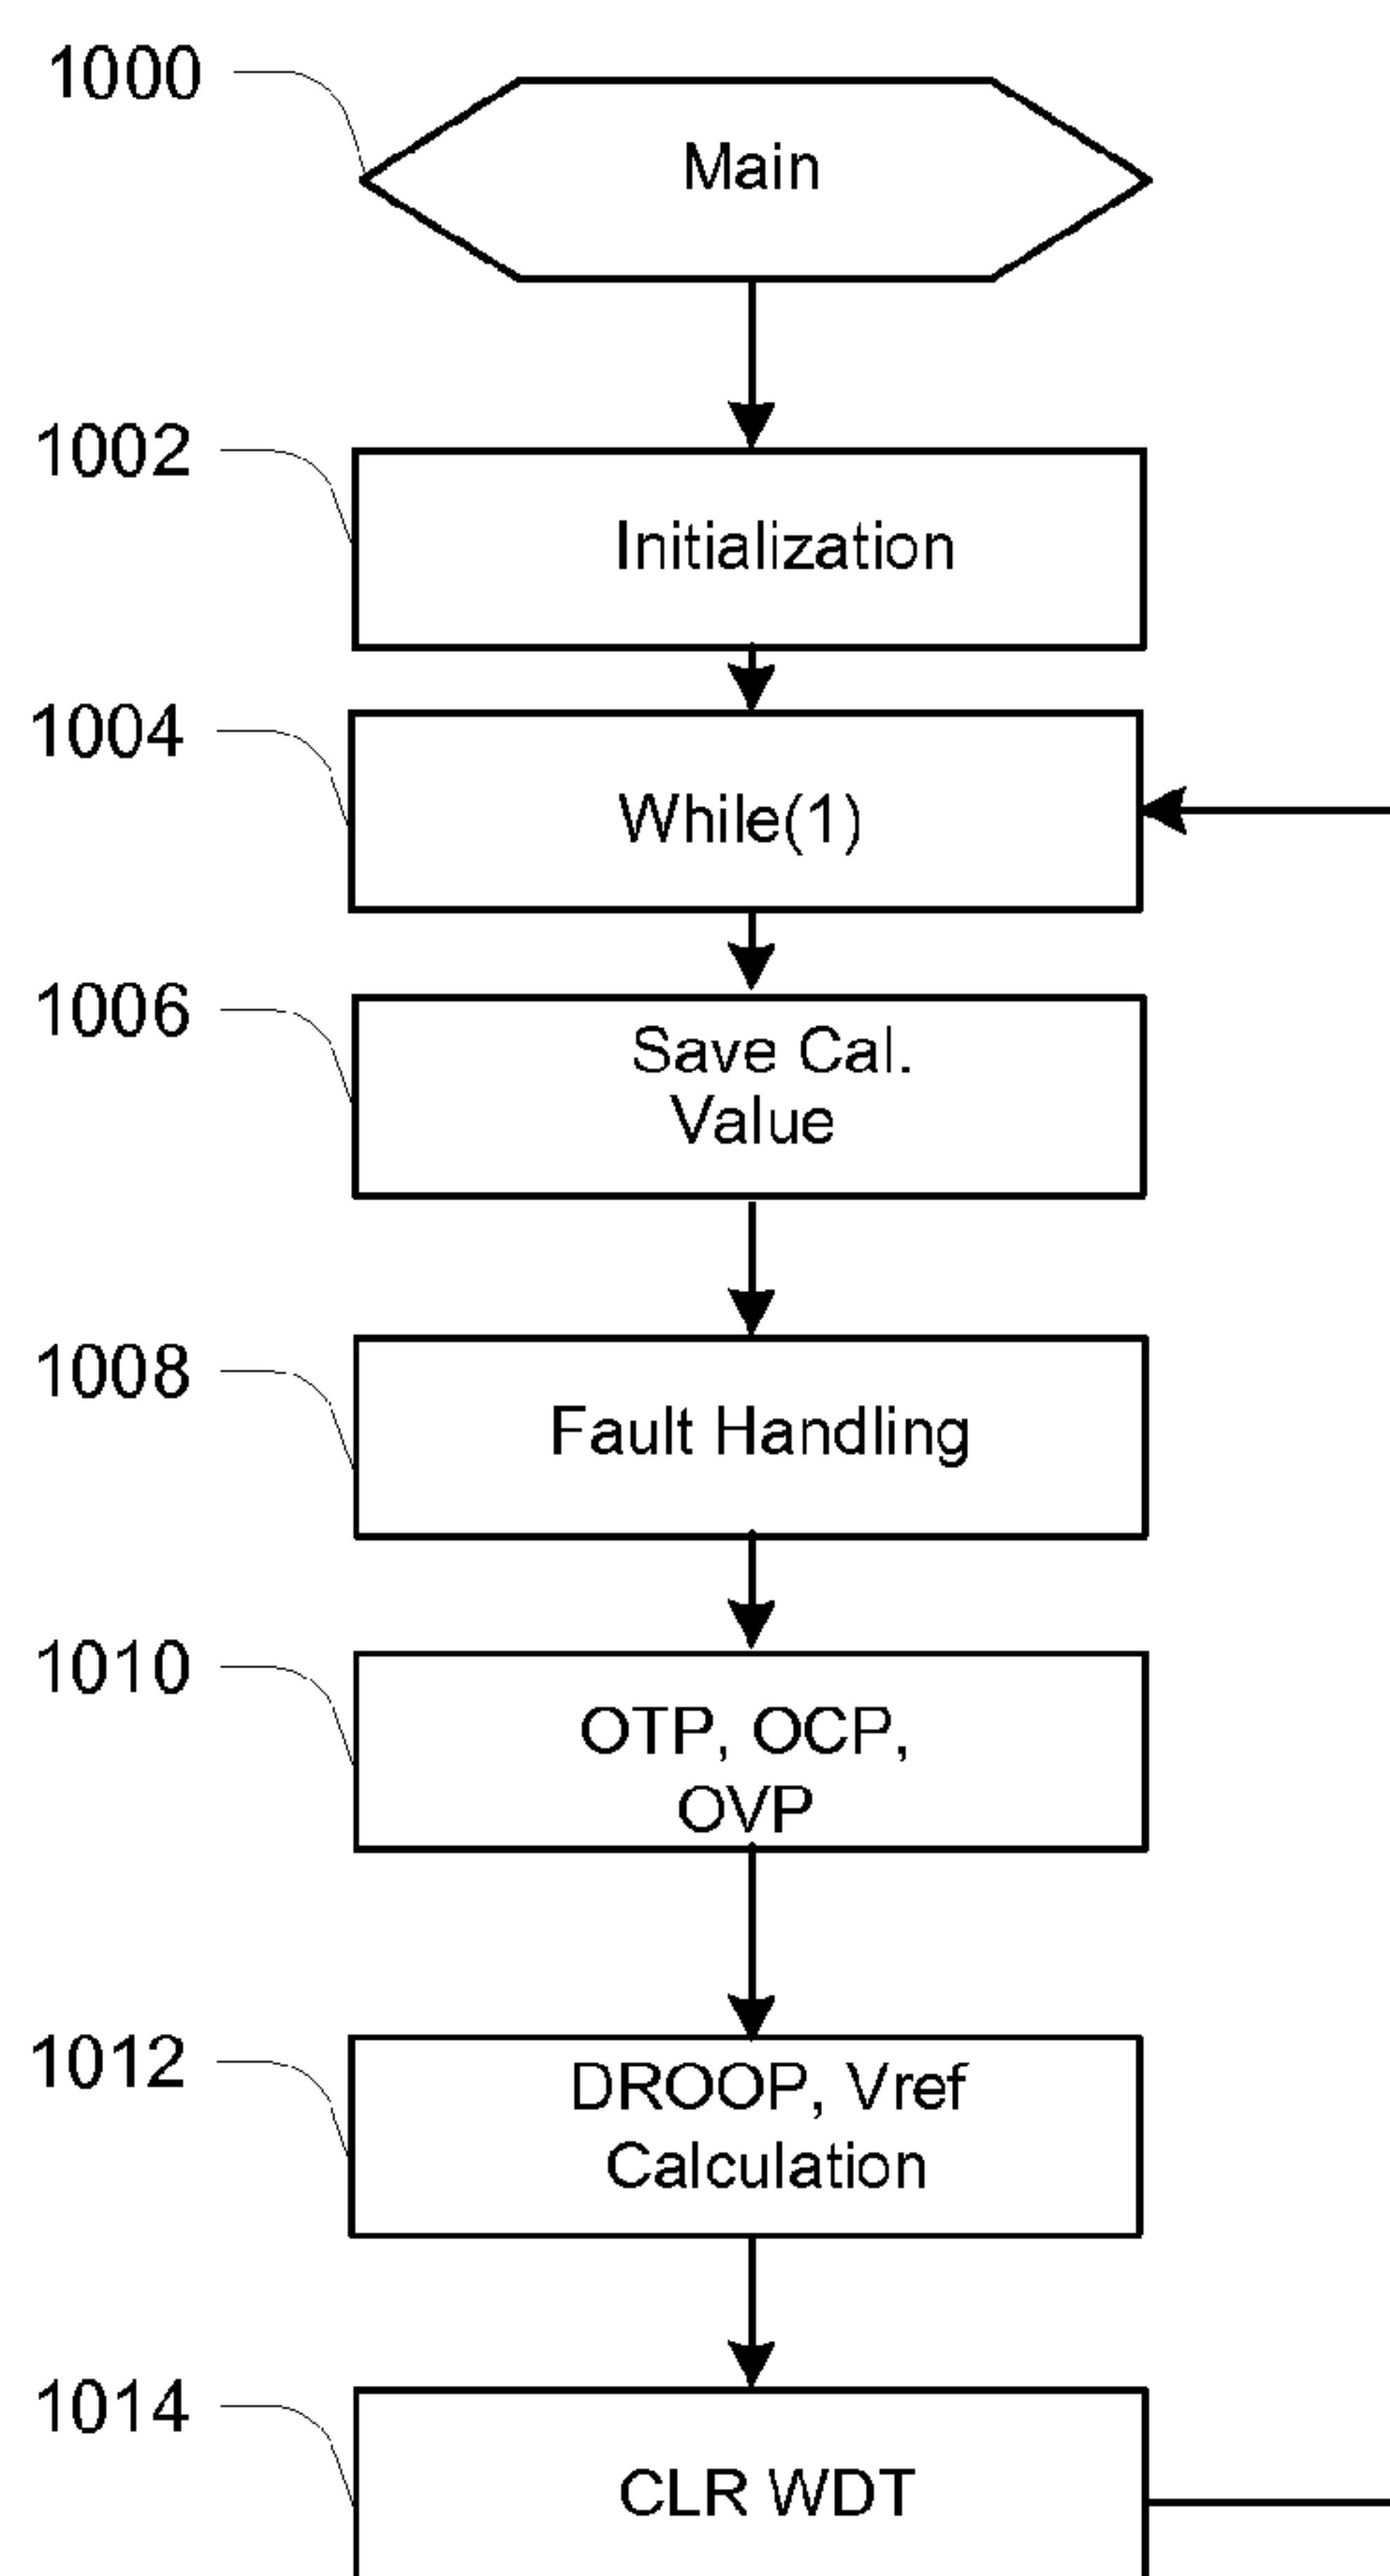 1000
Main
1002
Initialization
1004
While(1)
1006
Save Cal.
Value
1008
Fault Handling
1010
OTP, OCP,
OVP
1012
DROOP, Vref
Calculation
1014
CLR WDT